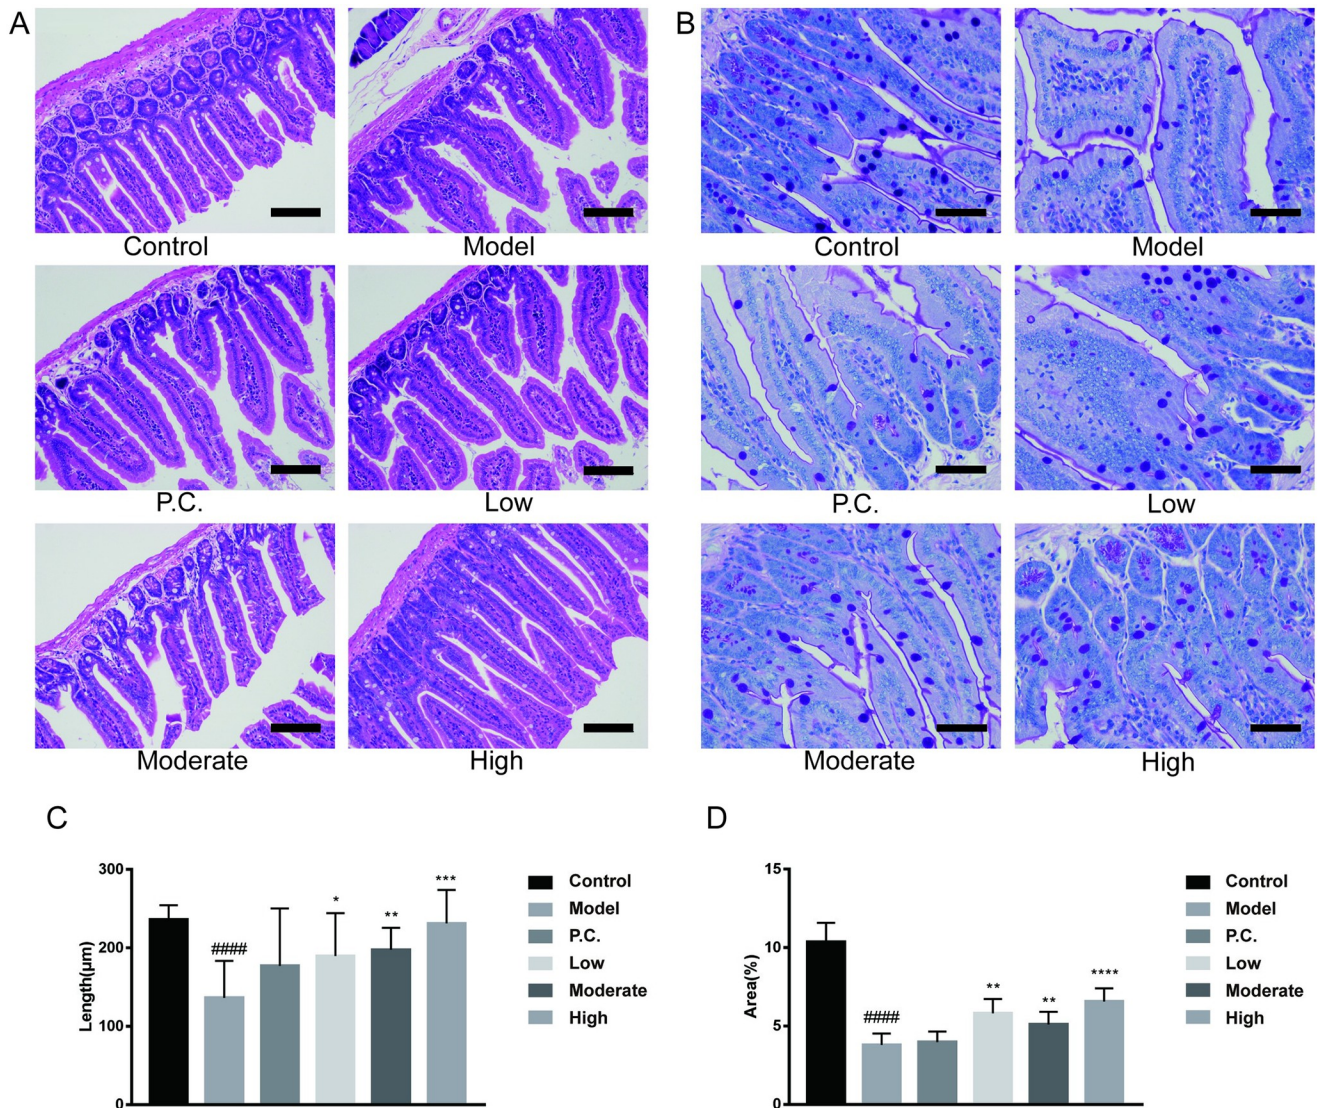 A
B
Control
Model
Control
Model
P.C.
Low
P.C.
Low
Moderate
High
Moderate
High
C
D
300
200
100
0
Length(μm)
####
*
**
***
Control
Model
P.C.
Low
Moderate
High
15
10
5
0
Area(%)
####
**
**
****
Control
Model
P.C.
Low
Moderate
High